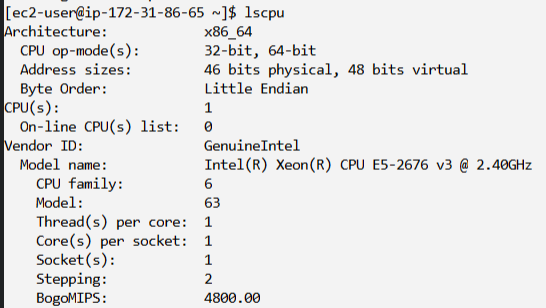 [ec2-user@ip-172-31-86-65 ~]$ lscpu
Architecture:            x86_64
  CPU op-mode(s):        32-bit, 64-bit
  Address sizes:         46 bits physical, 48 bits virtual
  Byte Order:            Little Endian
CPU(s):                  1
  On-line CPU(s) list:   0
Vendor ID:               GenuineIntel
  Model name:            Intel(R) Xeon(R) CPU E5-2676 v3 @ 2.40GHz
    CPU family:          6
    Model:               63
    Thread(s) per core:  1
    Core(s) per socket:  1
    Socket(s):           1
    Stepping:            2
    BogoMIPS:            4800.00